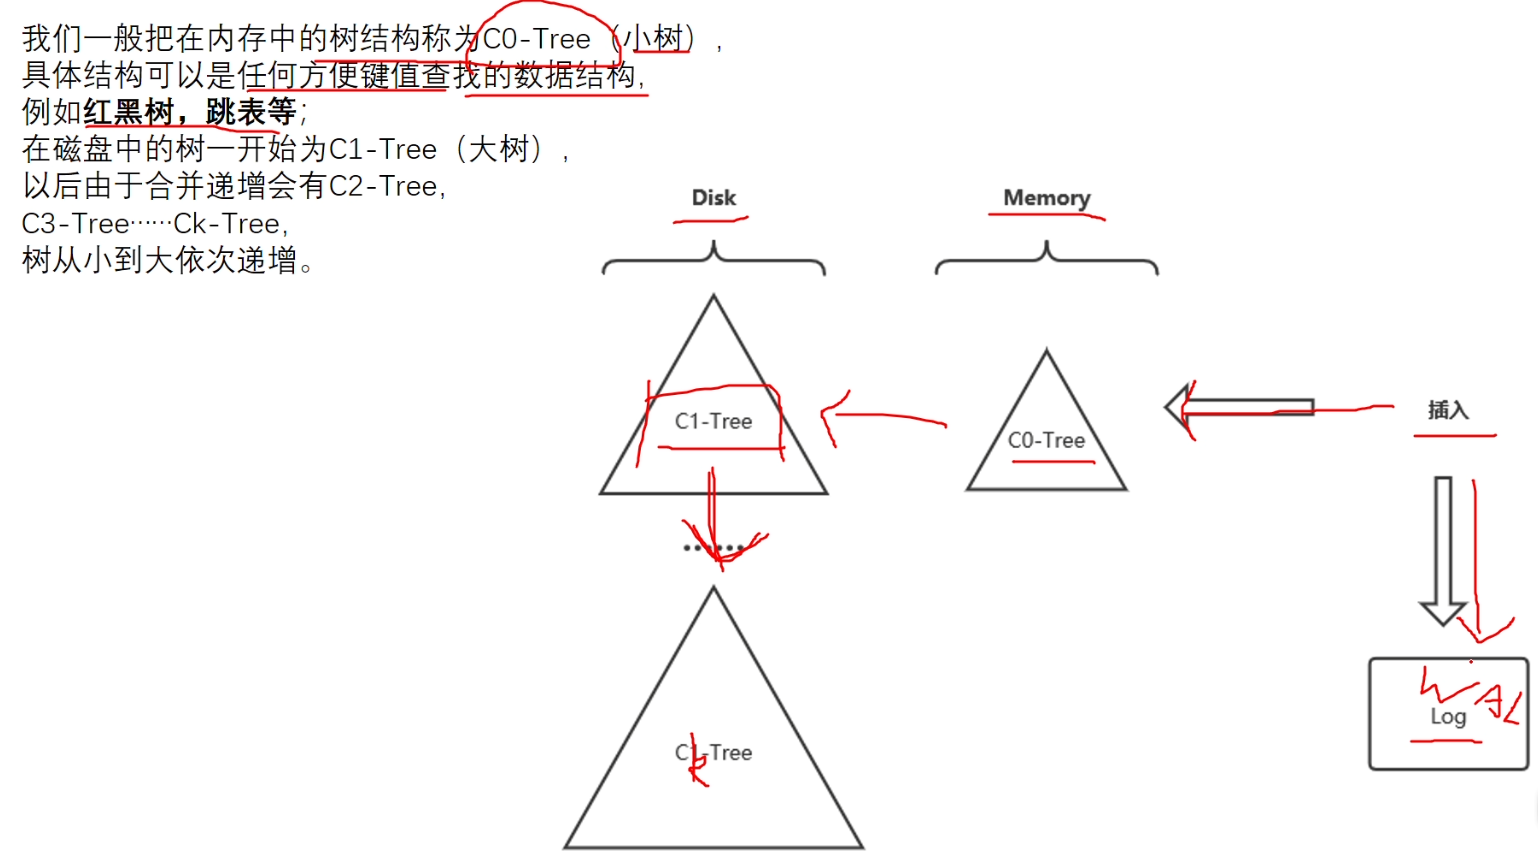 我们一般把在内存中的树结构称为C0-Tree（小树），
具体结构可以是任何方便键值查找的数据结构，
例如红黑树，跳表等；
在磁盘中的树一开始为C1-Tree（大树），
以后由于合并递增会有C2-Tree，
C3-Tree……Ck-Tree，
树从小到大依次递增。
Disk
Memory
C1-Tree
C0-Tree
插入
......
WAL
Log
Ck-Tree